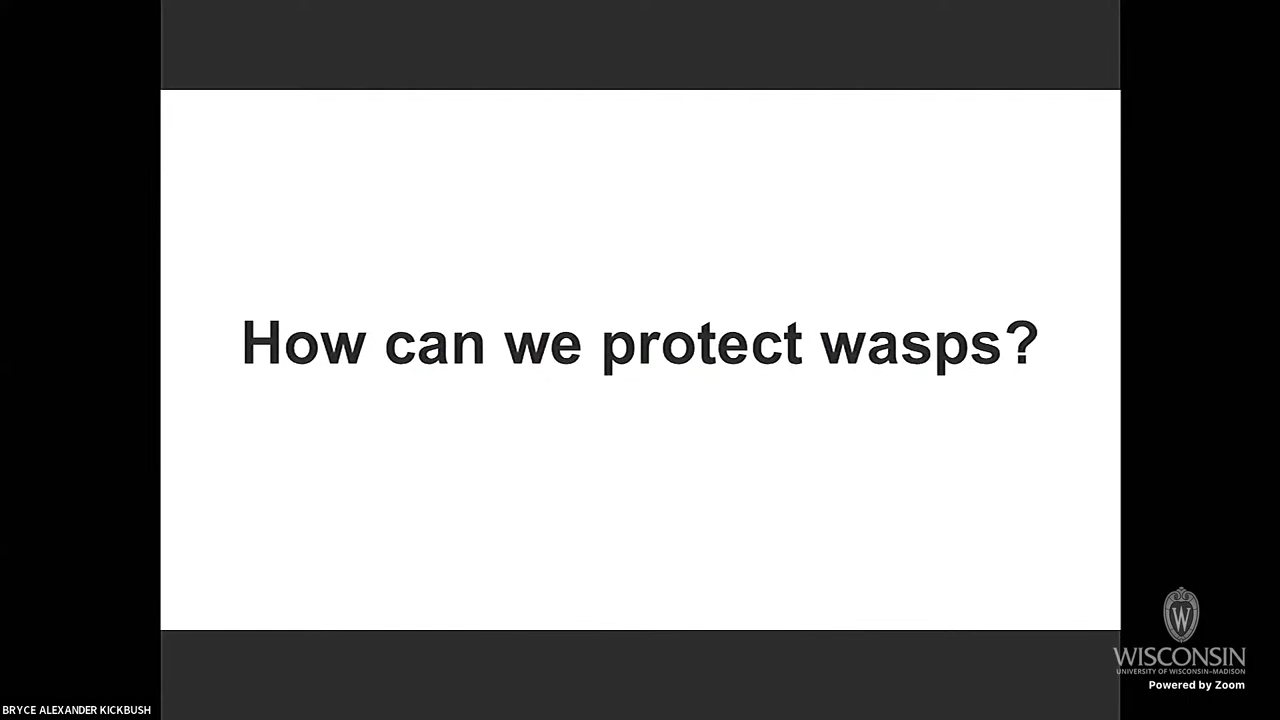 How can we protect wasps?
W
WISCONSIN
UNIVERSITY OF WISCONSIN–MADISON
Powered by Zoom
BRYCE ALEXANDER KICKBUSH